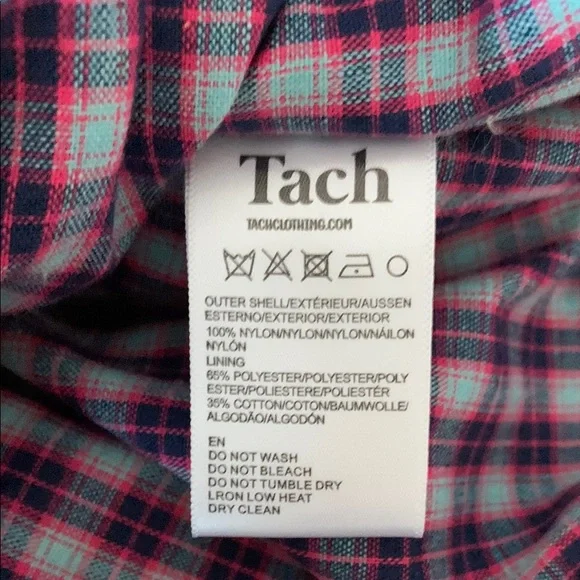 Tach
TACHCLOTHING.COM
OUTER SHELL/EXTÉRIEUR/AUSSEN
ESTERNO/EXTERIOR/EXTERIOR
100% NYLON/NYLON/NYLON/NÁILON
NYLÓN
LINING
65% POLYESTER/POLYESTER/POLY
ESTER/POLIESTERE/POLIESTÉR
35% COTTON/COTON/BAUMWOLLE/
ALGODÃO/ALGODÓN
EN
DO NOT WASH
DO NOT BLEACH
DO NOT TUMBLE DRY
LRON LOW HEAT
DRY CLEAN